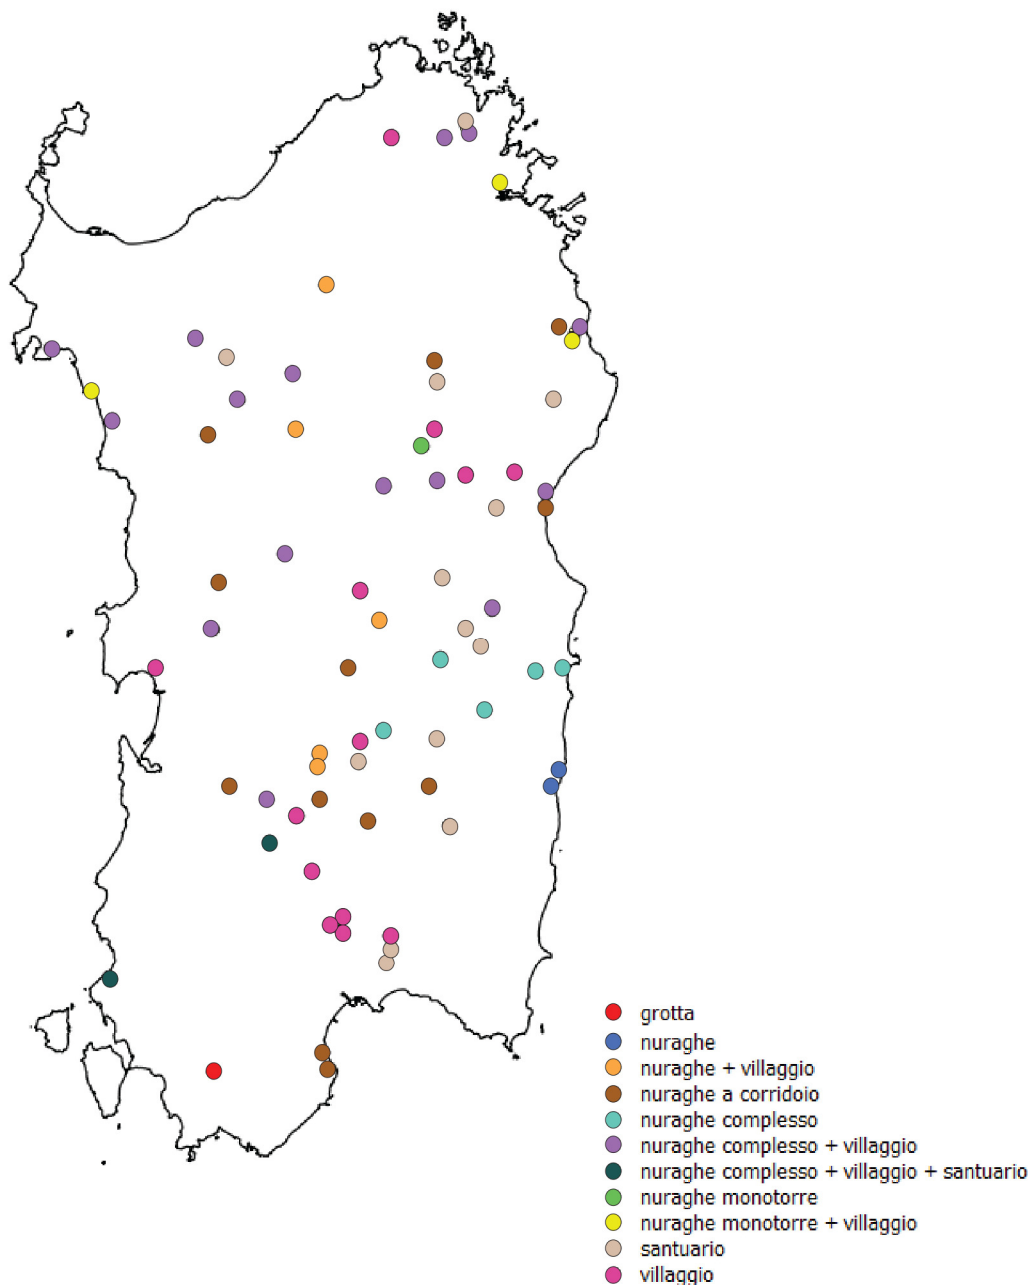 grotta
nuraghe
nuraghe + villaggio
nuraghe a corridoio
nuraghe complesso
nuraghe complesso + villaggio
nuraghe complesso + villaggio + santuario
nuraghe monotorre
nuraghe monotorre + villaggio
santuario
villaggio